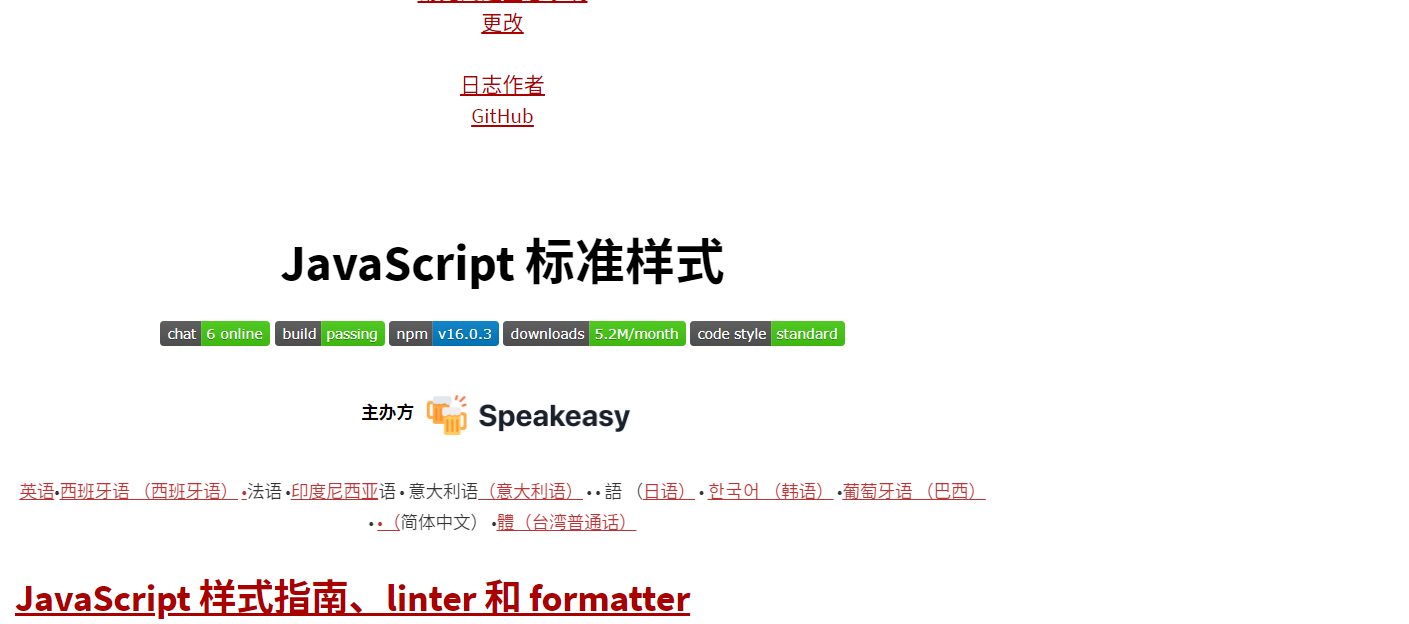 更改
日志作者
GitHub
JavaScript 标准样式
chat 6 online build passing npm v16.0.3 downloads 5.2M/month code style standard
主办方 Speakeasy
英语•西班牙语 （西班牙语） •法语 •印度尼西亚语 • 意大利语（意大利语） • • 語 （日语） • 한국어 （韩语） •葡萄牙语 （巴西）
• •（简体中文） •體（台湾普通话）
JavaScript 样式指南、linter 和 formatter